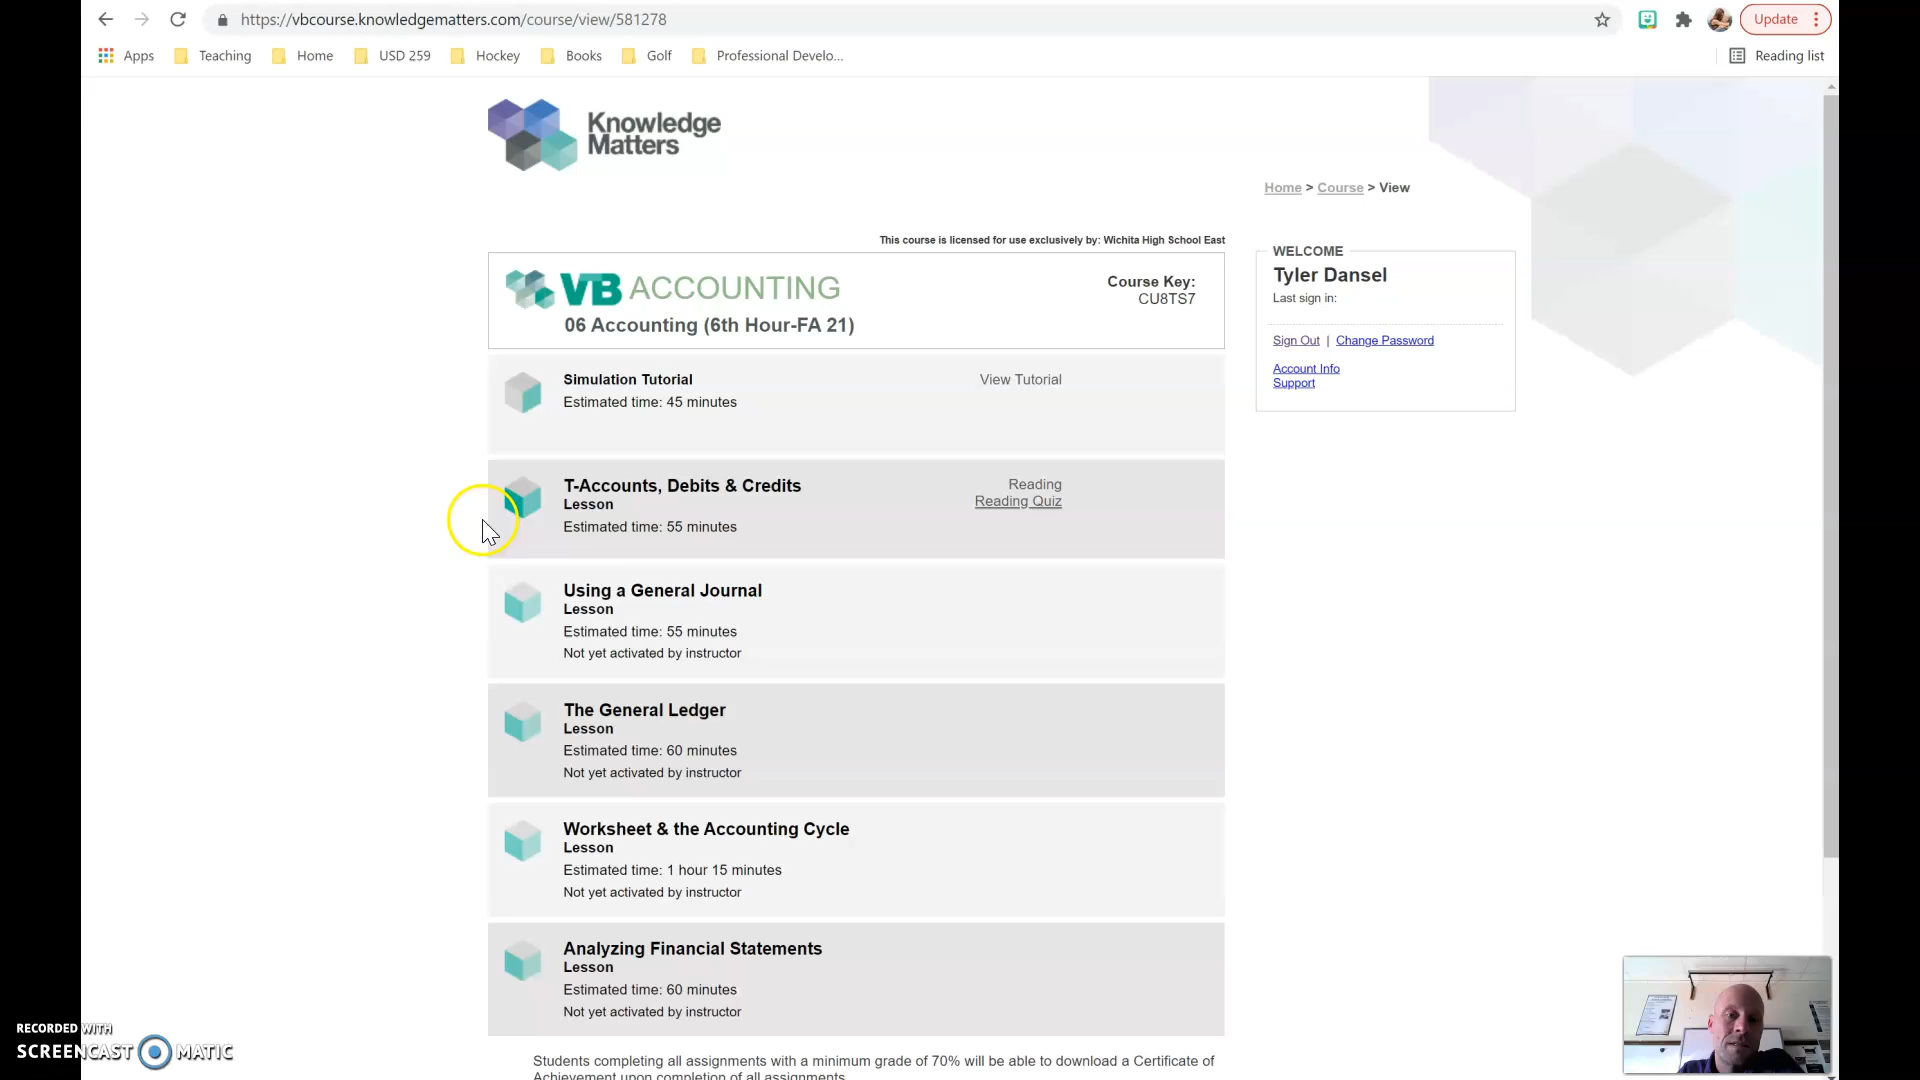 https://vbcourse.knowledgematters.com/course/view/581278
Update
Apps
Teaching
Home
USD 259
Hockey
Books
Golf
Professional Develo...
Reading list
Knowledge
Matters
Home > Course > View
This course is licensed for use exclusively by: Wichita High School East
VB ACCOUNTING
06 Accounting (6th Hour-FA 21)
Course Key:
CU8TS7
WELCOME
Tyler Dansel
Last sign in:
Sign Out | Change Password
Account Info
Support
Simulation Tutorial
View Tutorial
Estimated time: 45 minutes
T-Accounts, Debits & Credits
Reading
Lesson
Reading Quiz
Estimated time: 55 minutes
Using a General Journal
Lesson
Estimated time: 55 minutes
Not yet activated by instructor
The General Ledger
Lesson
Estimated time: 60 minutes
Not yet activated by instructor
Worksheet & the Accounting Cycle
Lesson
Estimated time: 1 hour 15 minutes
Not yet activated by instructor
Analyzing Financial Statements
Lesson
Estimated time: 60 minutes
Not yet activated by instructor
Students completing all assignments with a minimum grade of 70% will be able to download a Certificate of
Achievement upon completion of all assignments.
RECORDED WITH
SCREENCAST MATIC